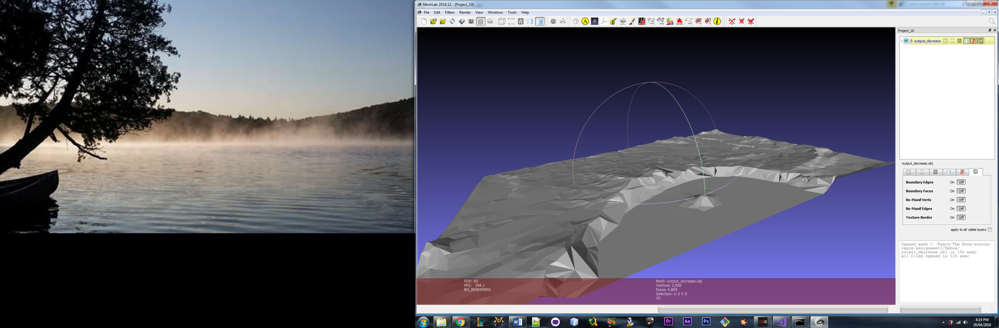 MeshLab 2016.12 - [Project_10]
File Edit Filters Render View Windows Tools Help
A
GEOREF
i
Project_10
0 output_decrease
output_decrease.obj
Boundary Edges On Off
Boundary Faces On Off
No-Manif Verts On Off
No-Manif Edges On Off
Texture Border On Off
apply to all visible layers
Opened mesh C:/Users/The Boss/source/
repos/Assignment2/Debug/
output_decrease.obj in 106 msec
All files opened in 128 msec
FOV: 60
FPS: 294.1
BO_RENDERING
Mesh: output_decrease.obj
Vertices: 2,500
Faces: 4,855
Selection: v: 0 f: 0
VC
W
Pr
Ae
Ps
OSB
8:19 PM
20/04/2018